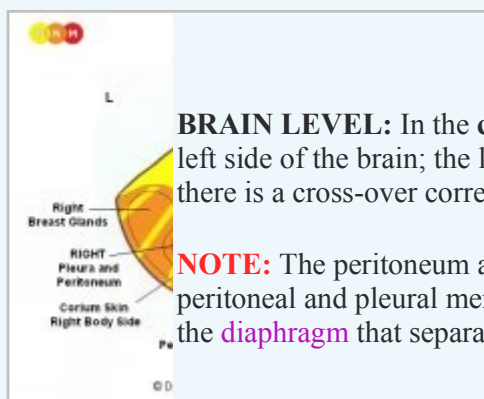 L
Right
Breast Glands
RIGHT
Pleura and
Peritoneum
Corium Skin
Right Body Side
Pe
© D
BRAIN LEVEL: In the
left side of the brain; the
there is a cross-over corre
NOTE: The peritoneum a
peritoneal and pleural me
the diaphragm that separa